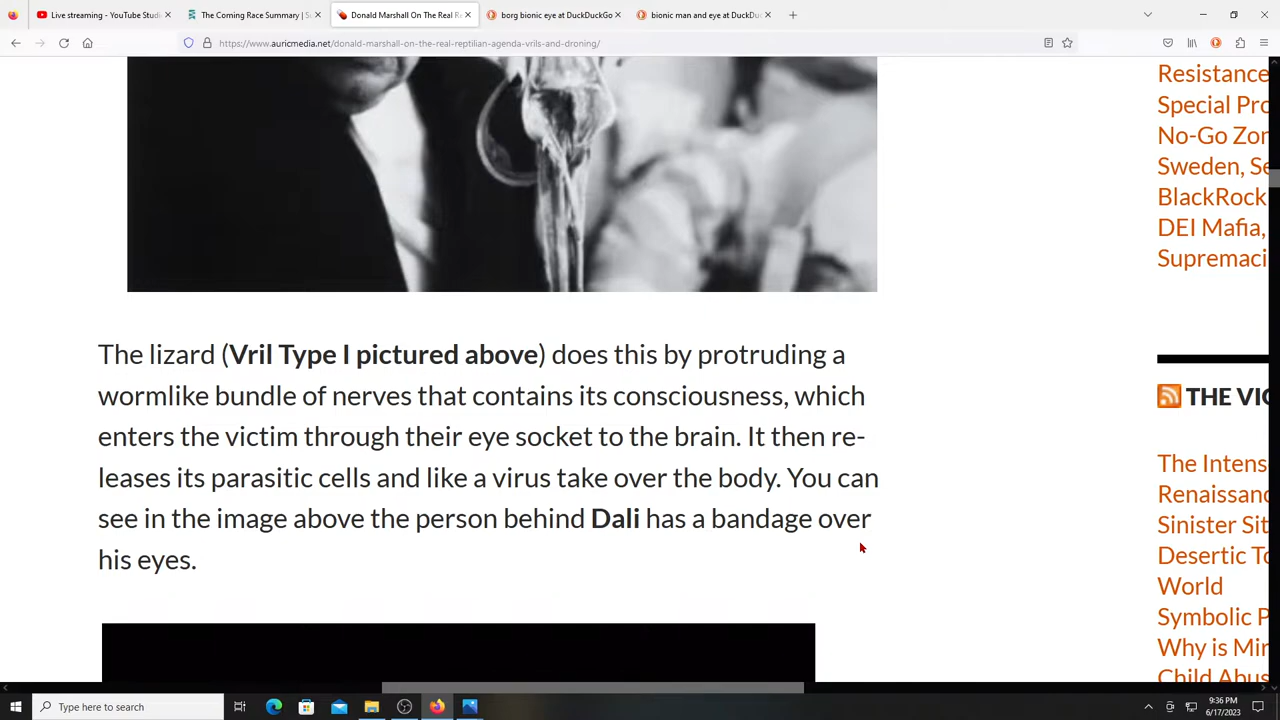 Live streaming - YouTube Studi
The Coming Race Summary | S
Donald Marshall On The Real R
borg bionic eye at DuckDuckGo
bionic man and eye at DuckDu
https://www.auricmedia.net/donald-marshall-on-the-real-reptilian-agenda-vrils-and-droning/
The lizard (Vril Type I pictured above) does this by protruding a
wormlike bundle of nerves that contains its consciousness, which
enters the victim through their eye socket to the brain. It then re-
leases its parasitic cells and like a virus take over the body. You can
see in the image above the person behind Dali has a bandage over
his eyes.
Resistance
Special Pro
No-Go Zon
Sweden, Se
BlackRock
DEI Mafia,
Supremaci
THE VIG
The Intens
Renaissanc
Sinister Sit
Desertic To
World
Symbolic P
Why is Mir
Child Abus
Type here to search
9:36 PM
6/17/2023